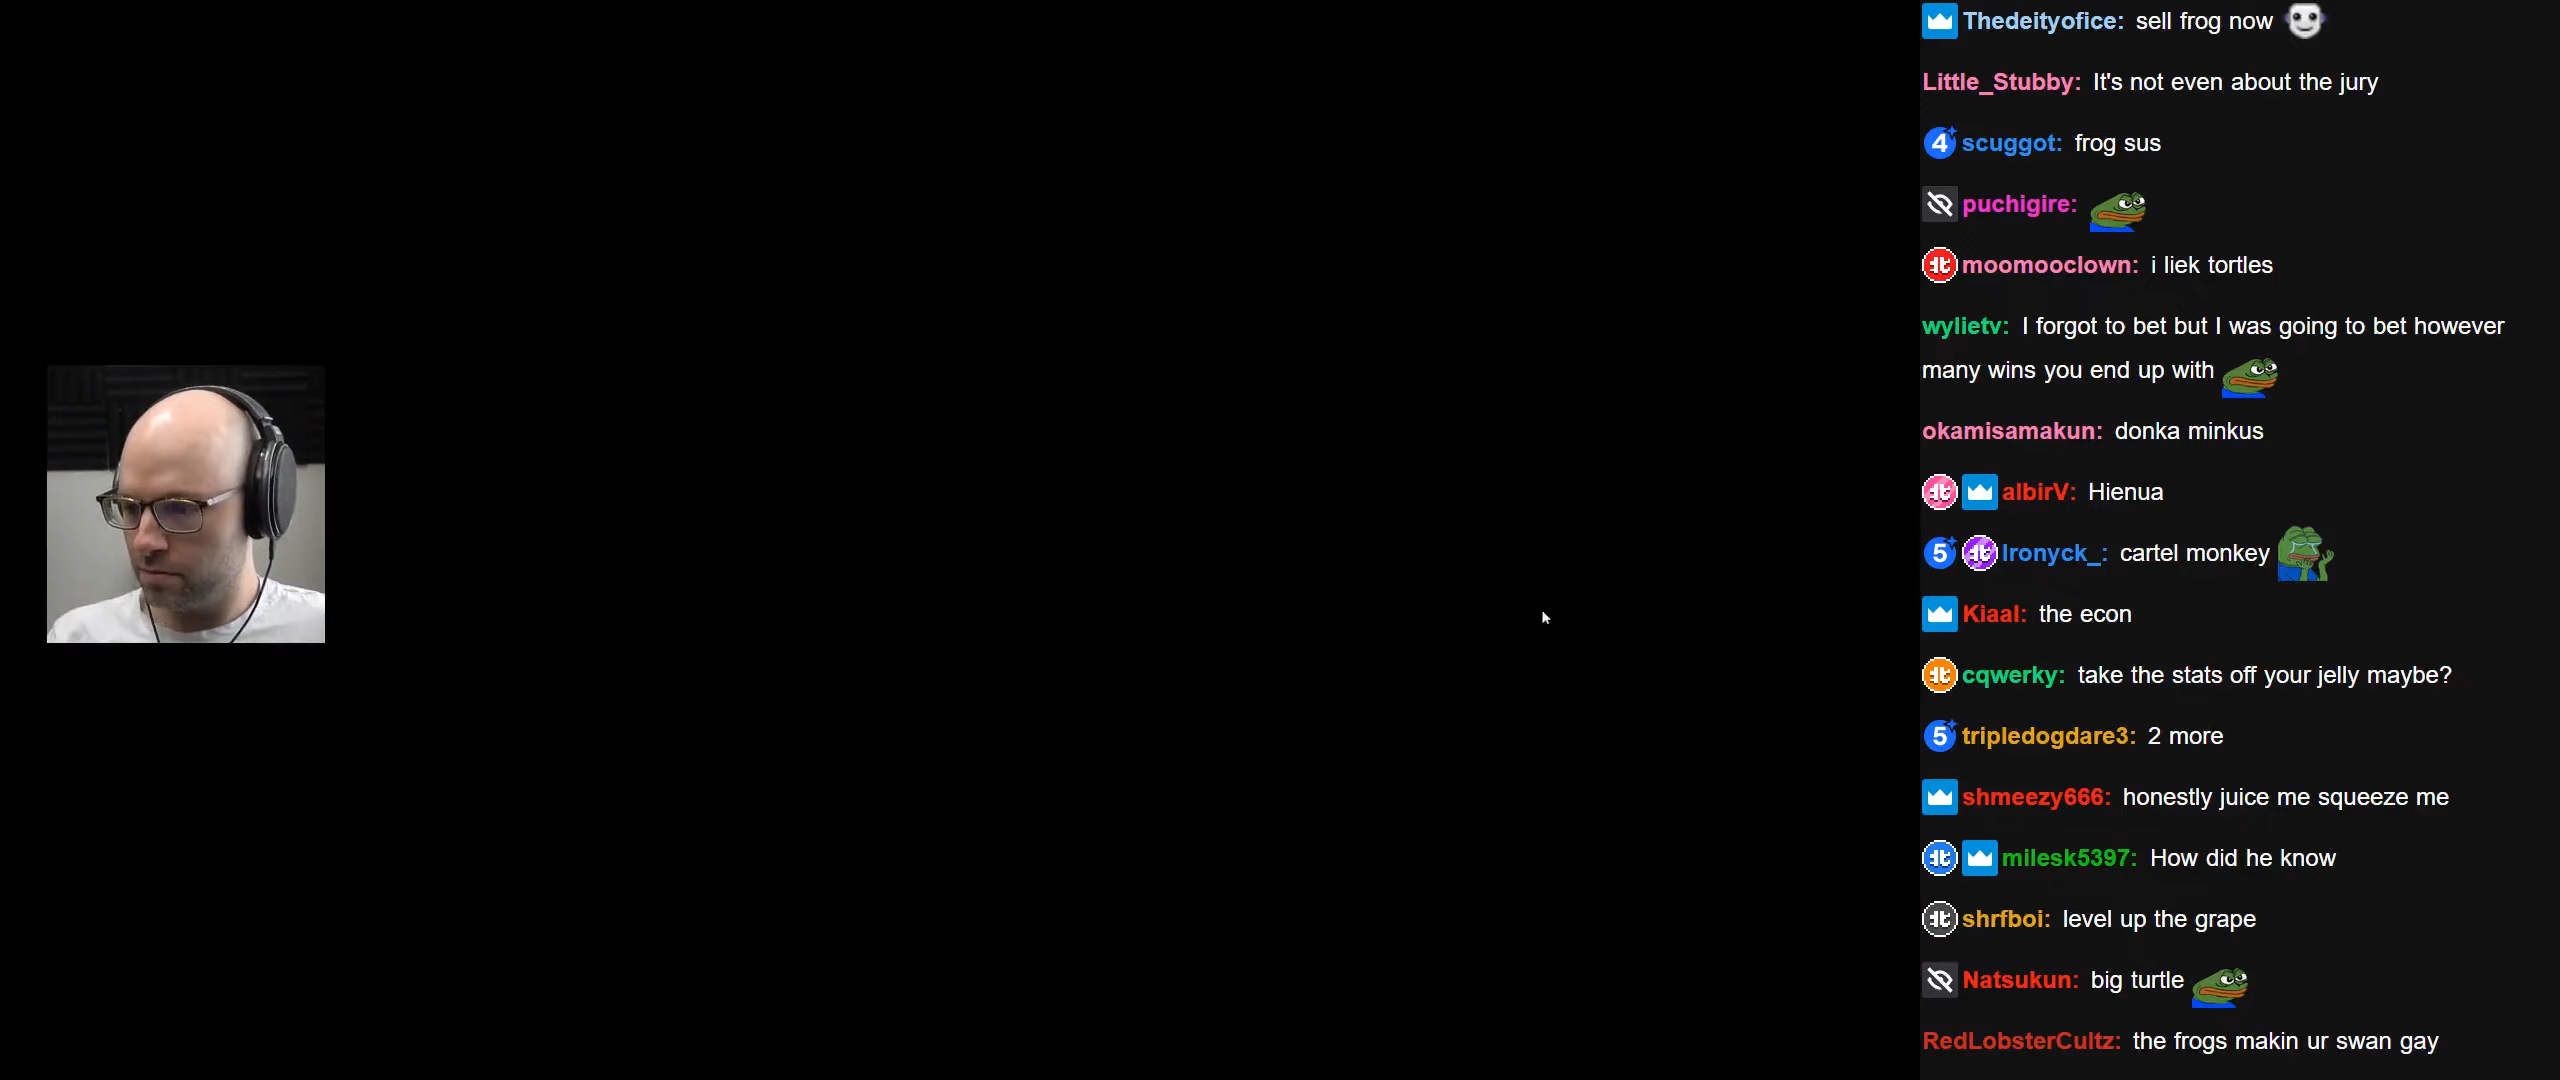 Thedeityofice: sell frog now
Little_Stubby: It's not even about the jury
4 scuggot: frog sus
puchigire:
moomooclown: i liek tortles
wylietv: I forgot to bet but I was going to bet however
many wins you end up with
okamisamakun: donka minkus
albirV: Hienua
5 Ironyck_: cartel monkey
Kiaal: the econ
cqwerky: take the stats off your jelly maybe?
5 tripledogdare3: 2 more
shmeezy666: honestly juice me squeeze me
milesk5397: How did he know
shrfboi: level up the grape
Natsukun: big turtle
RedLobsterCultz: the frogs makin ur swan gay